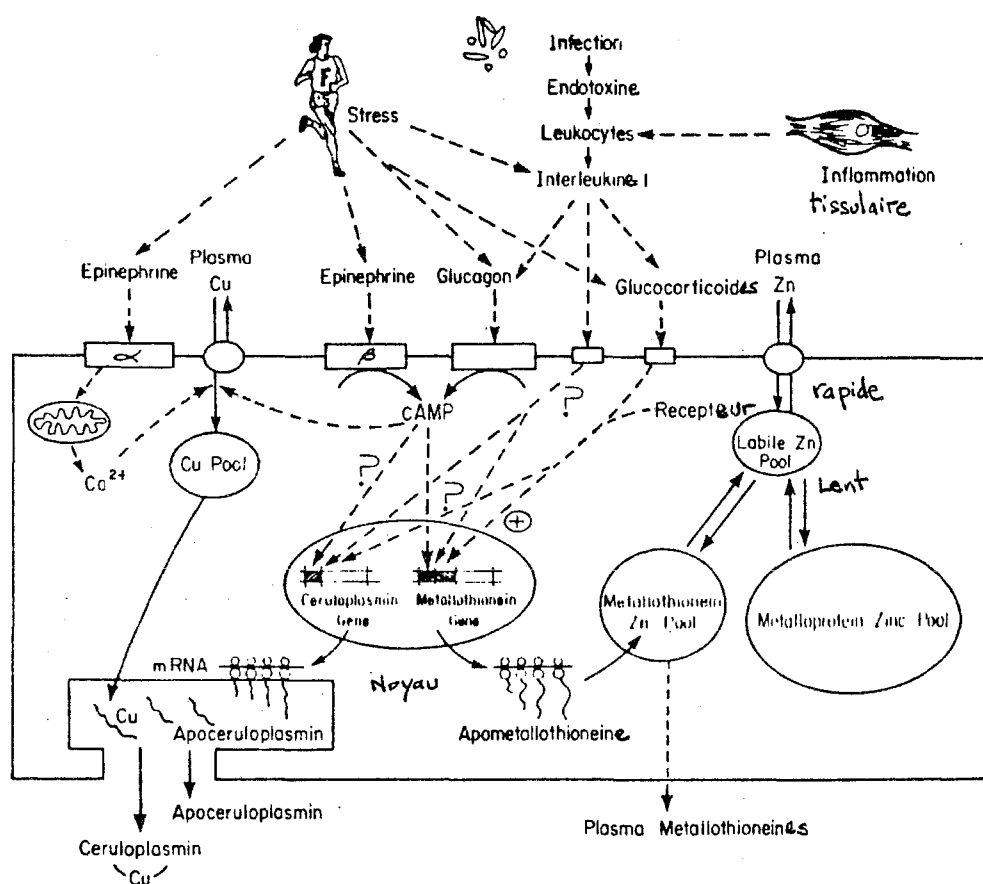 Infection
Endotoxine
F
Stress
Leukocytes
Interleukine 1
Inflammation
tissulaire
Epinephrine
Plasma
Cu
Epinephrine
Glucagon
Glucocorticoides
Plasma
Zn
α
β
rapide
cAMP
?
Recepteur
Labile Zn
Pool
Ca2+
Cu Pool
?
?
Lent
+
Ceruloplasmin
Gene
Metallothionein
Gene
Metallothionein
Zn Pool
Metalloprotein Zinc Pool
mRNA
Noyau
Cu
Apoceruloplasmin
Apometallothioneine
Apoceruloplasmin
Plasma Metallothioneines
Ceruloplasmin
Cu